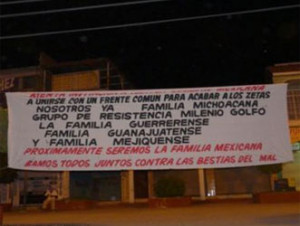 A UNIRSE CON UN FRENTE COMUN PARA ACABAR A LOS ZETAS
NOSOTROS YA FAMILIA MICHOACANA
GRUPO DE RESISTENCIA MILENIO GOLFO
LA FAMILIA GUERRERENSE
FAMILIA GUANAJUATENSE
Y FAMILIA MEJIQUENSE
PROXIMAMENTE SEREMOS LA FAMILIA MEXICANA
BAMOS TODOS JUNTOS CONTRA LAS BESTIAS DEL MAL